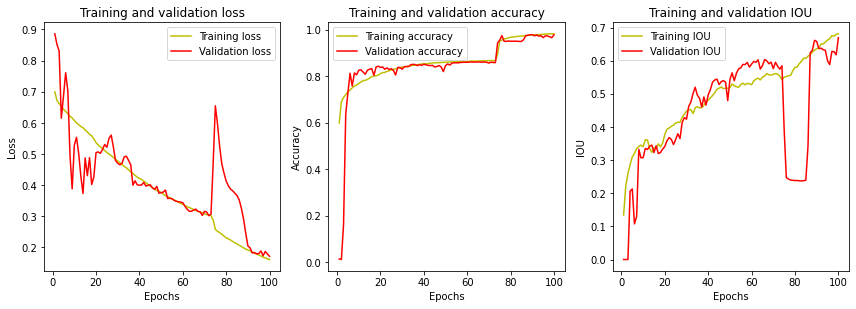 Training and validation loss
Training loss
Validation loss
0.9
0.8
0.7
0.6
0.5
0.4
0.3
0.2
Loss
0 20 40 60 80 100
Epochs
Training and validation accuracy
Training accuracy
Validation accuracy
1.0
0.8
0.6
0.4
0.2
0.0
Accuracy
0 20 40 60 80 100
Epochs
Training and validation IOU
Training IOU
Validation IOU
0.7
0.6
0.5
0.4
0.3
0.2
0.1
0.0
IOU
0 20 40 60 80 100
Epochs